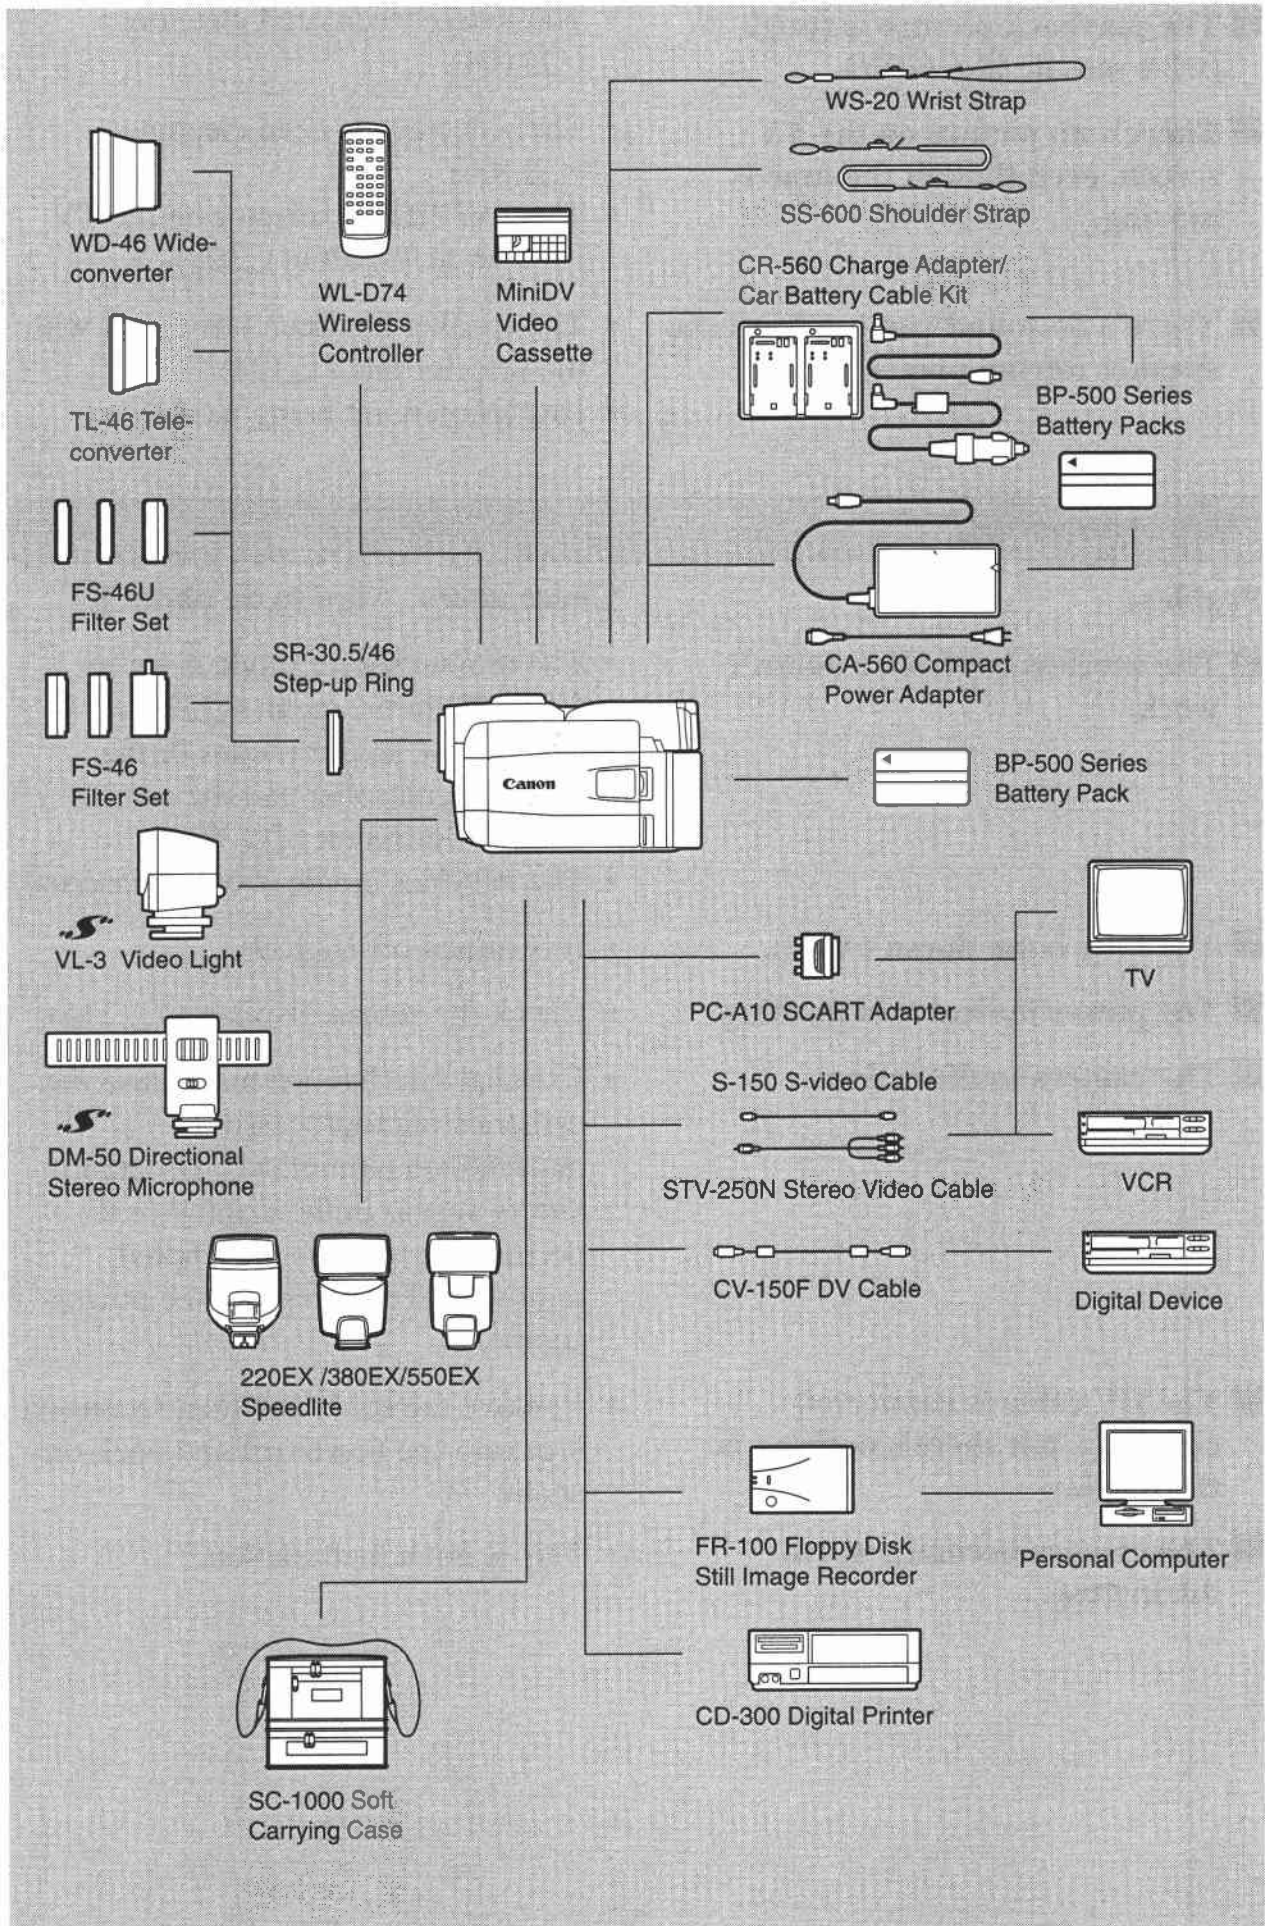 WS-20 Wrist Strap
SS-600 Shoulder Strap
WD-46 Wide-
converter
WL-D74
Wireless
Controller
MiniDV
Video
Cassette
CR-560 Charge Adapter/
Car Battery Cable Kit
TL-46 Tele-
converter
BP-500 Series
Battery Packs
FS-46U
Filter Set
SR-30.5/46
Step-up Ring
CA-560 Compact
Power Adapter
FS-46
Filter Set
Canon
BP-500 Series
Battery Pack
VL-3 Video Light
TV
PC-A10 SCART Adapter
S-150 S-video Cable
DM-50 Directional
Stereo Microphone
STV-250N Stereo Video Cable
VCR
CV-150F DV Cable
Digital Device
220EX /380EX/550EX
Speedlite
FR-100 Floppy Disk
Still Image Recorder
Personal Computer
CD-300 Digital Printer
SC-1000 Soft
Carrying Case